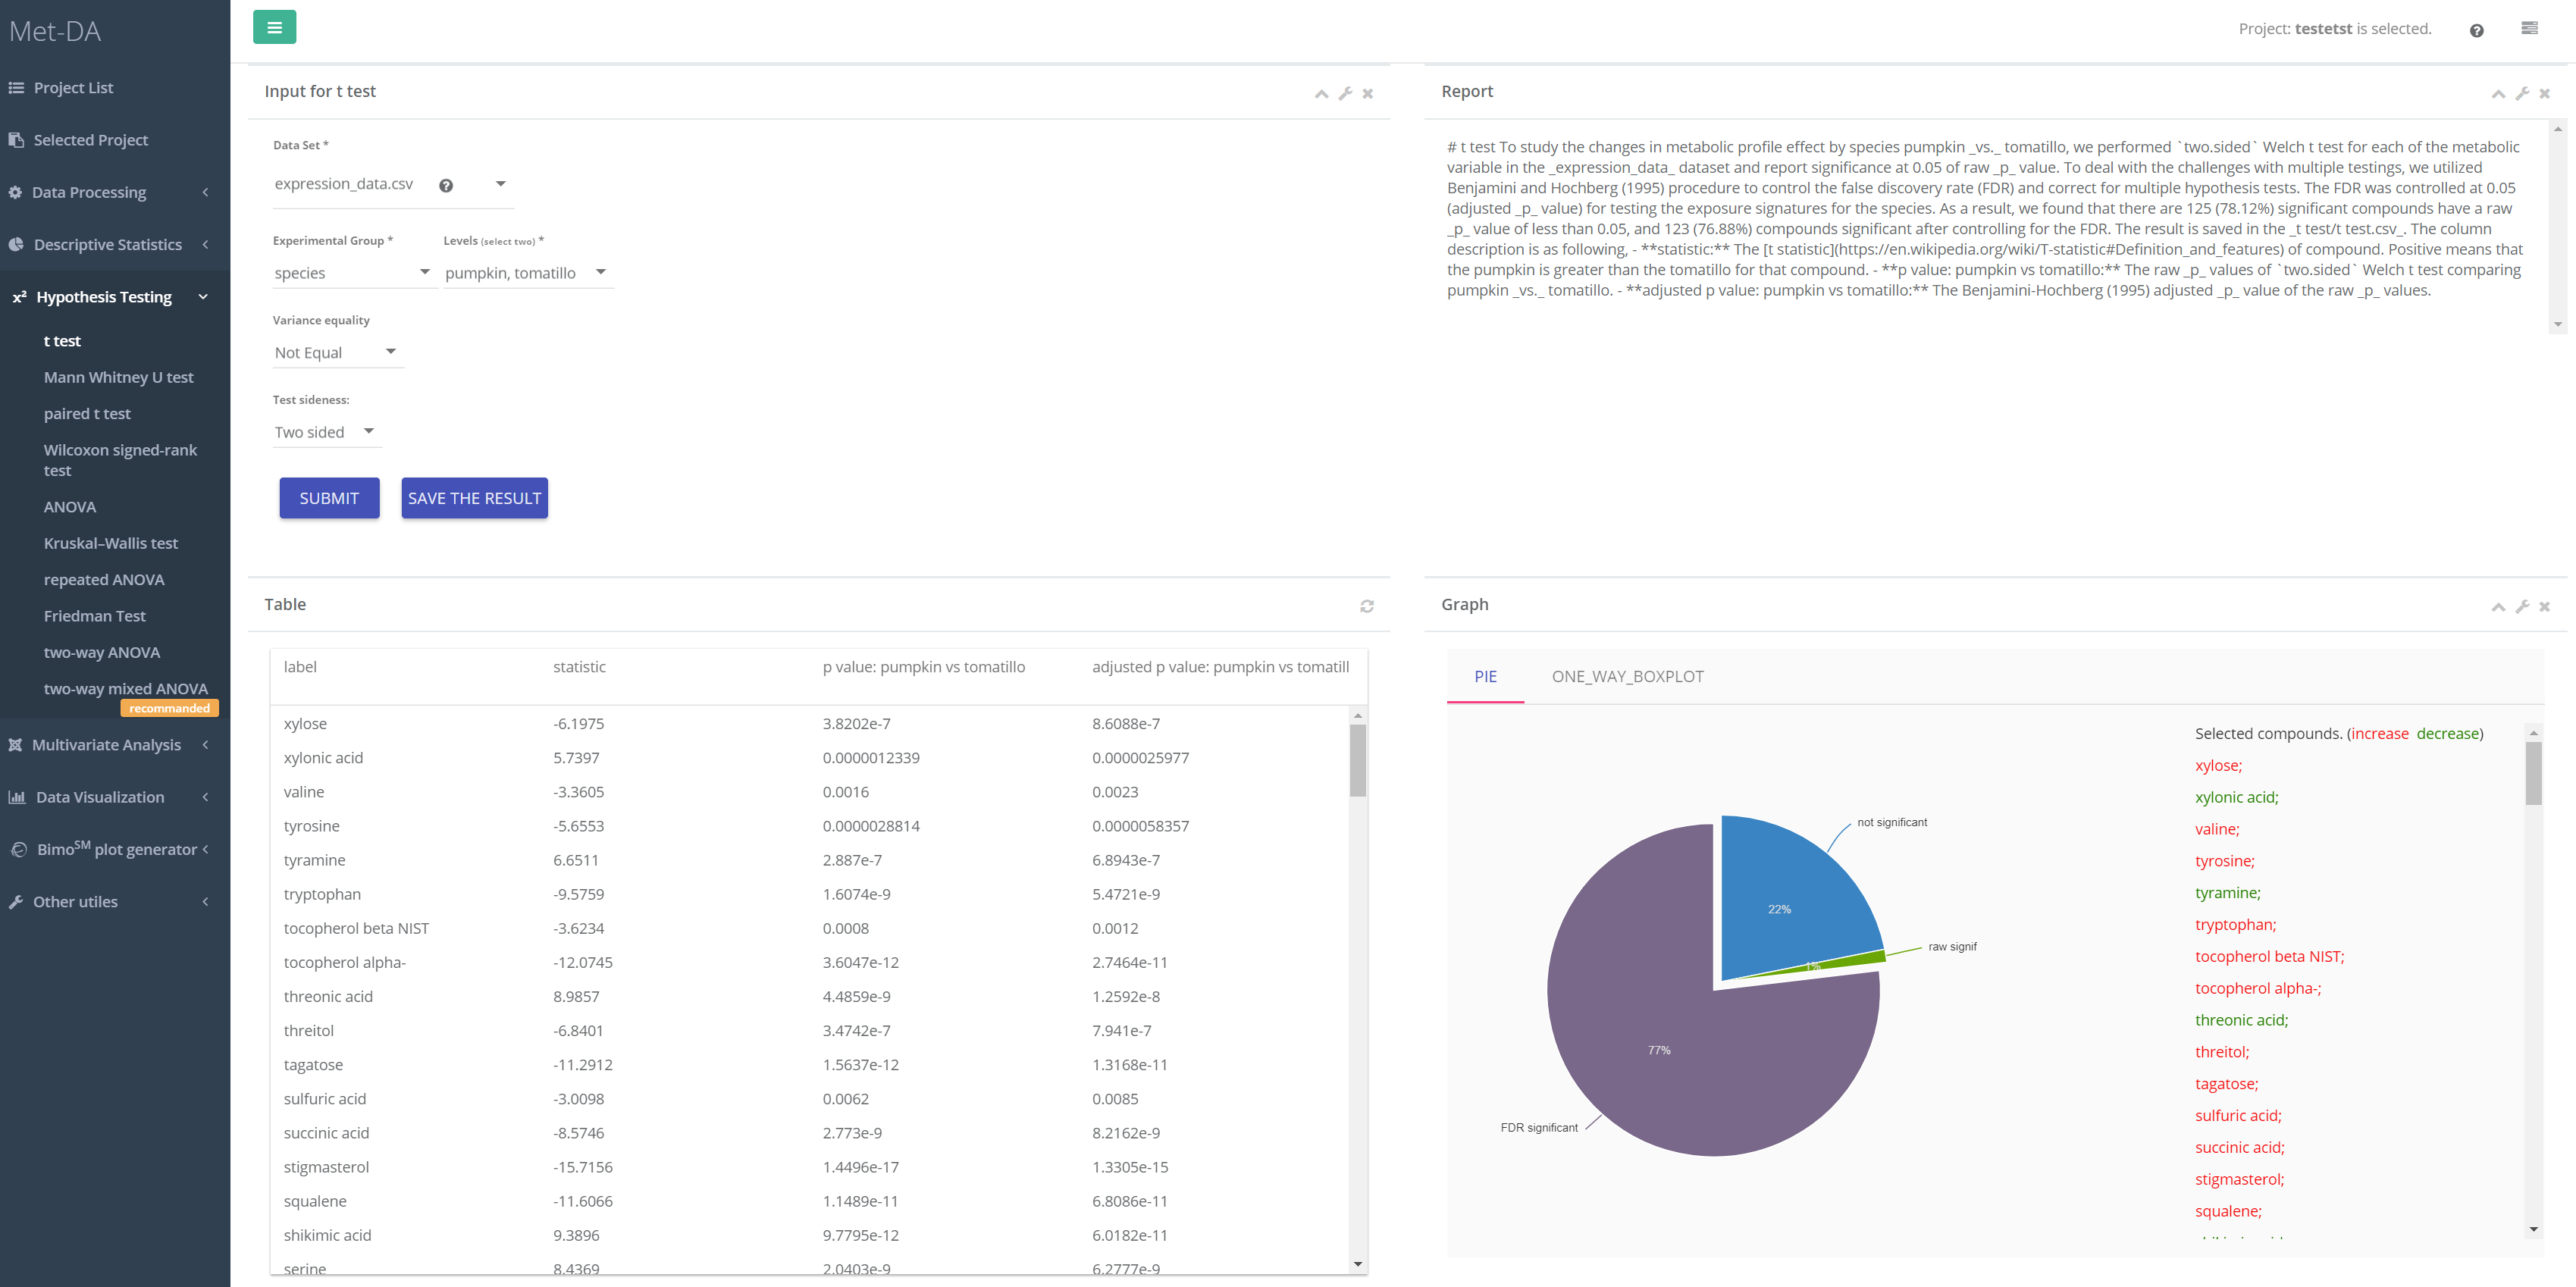 Met-DA
Project List
Selected Project
Data Processing
Descriptive Statistics
x² Hypothesis Testing
t test
Mann Whitney U test
paired t test
Wilcoxon signed-rank
test
ANOVA
Kruskal–Wallis test
repeated ANOVA
Friedman Test
two-way ANOVA
two-way mixed ANOVA
recommanded
Multivariate Analysis
Data Visualization
Bimo^SM plot generator
Other utiles
Project: testetst is selected.
Input for t test
Data Set *
expression_data.csv
Experimental Group * Levels (select two) *
species pumpkin, tomatillo
Variance equality
Not Equal
Test sideness:
Two sided
SUBMIT SAVE THE RESULT
Report
# t test To study the changes in metabolic profile effect by species pumpkin _vs._ tomatillo, we performed `two.sided` Welch t test for each of the metabolic
variable in the _expression_data_ dataset and report significance at 0.05 of raw _p_ value. To deal with the challenges with multiple testings, we utilized
Benjamini and Hochberg (1995) procedure to control the false discovery rate (FDR) and correct for multiple hypothesis tests. The FDR was controlled at 0.05
(adjusted _p_ value) for testing the exposure signatures for the species. As a result, we found that there are 125 (78.12%) significant compounds have a raw
_p_ value of less than 0.05, and 123 (76.88%) compounds significant after controlling for the FDR. The result is saved in the _t test/t test.csv_. The column
description is as following, - **statistic:** The [t statistic](https://en.wikipedia.org/wiki/T-statistic#Definition_and_features) of compound. Positive means that
the pumpkin is greater than the tomatillo for that compound. - **p value: pumpkin vs tomatillo:** The raw _p_ values of `two.sided` Welch t test comparing
pumpkin _vs._ tomatillo. - **adjusted p value: pumpkin vs tomatillo:** The Benjamini-Hochberg (1995) adjusted _p_ value of the raw _p_ values.
Table
label statistic p value: pumpkin vs tomatillo adjusted p value: pumpkin vs tomatill
xylose -6.1975 3.8202e-7 8.6088e-7
xylonic acid 5.7397 0.0000012339 0.0000025977
valine -3.3605 0.0016 0.0023
tyrosine -5.6553 0.0000028814 0.0000058357
tyramine 6.6511 2.887e-7 6.8943e-7
tryptophan -9.5759 1.6074e-9 5.4721e-9
tocopherol beta NIST -3.6234 0.0008 0.0012
tocopherol alpha- -12.0745 3.6047e-12 2.7464e-11
threonic acid 8.9857 4.4859e-9 1.2592e-8
threitol -6.8401 3.4742e-7 7.941e-7
tagatose -11.2912 1.5637e-12 1.3168e-11
sulfuric acid -3.0098 0.0062 0.0085
succinic acid -8.5746 2.773e-9 8.2162e-9
stigmasterol -15.7156 1.4496e-17 1.3305e-15
squalene -11.6066 1.1489e-11 6.8086e-11
shikimic acid 9.3896 9.7795e-12 6.0182e-11
serine 8.4369 2.0403e-9 6.2777e-9
Graph
PIE ONE_WAY_BOXPLOT
not significant
22%
raw signif
1%
77%
FDR significant
Selected compounds. (increase decrease)
xylose;
xylonic acid;
valine;
tyrosine;
tyramine;
tryptophan;
tocopherol beta NIST;
tocopherol alpha-;
threonic acid;
threitol;
tagatose;
sulfuric acid;
succinic acid;
stigmasterol;
squalene;